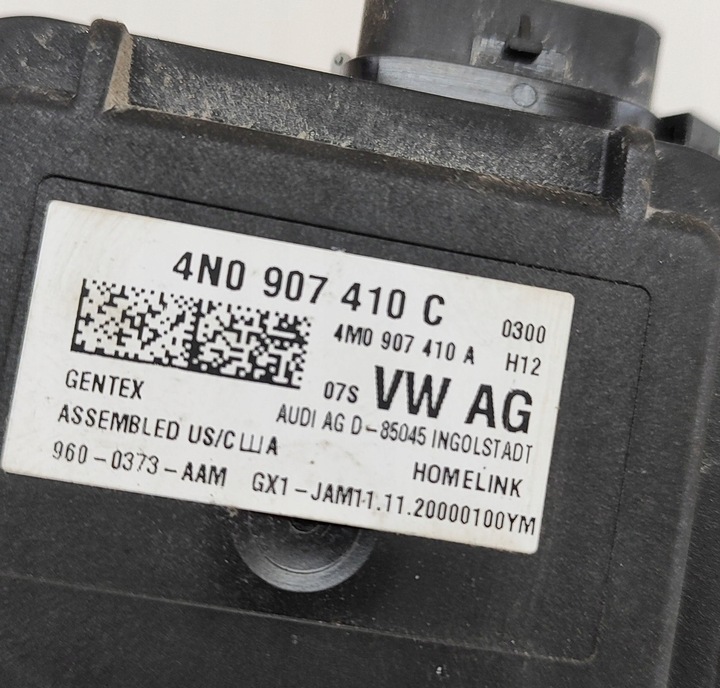 4N0 907 410 C
0300
4M0 907 410 A
H12
GENTEX
07S VW AG
ASSEMBLED US/США
AUDI AG D-85045 INGOLSTADT
960-0373-AAM
HOMELINK
GX1-JAM11.11.20000100YM